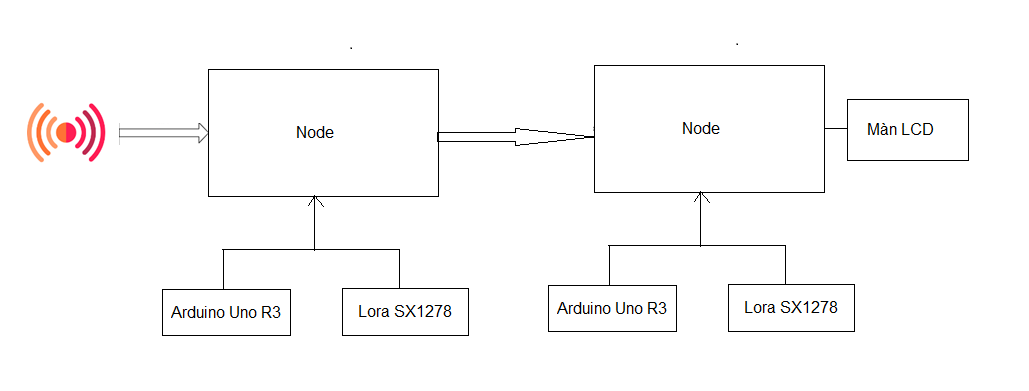 Node
Node
Màn LCD
Arduino Uno R3
Lora SX1278
Arduino Uno R3
Lora SX1278